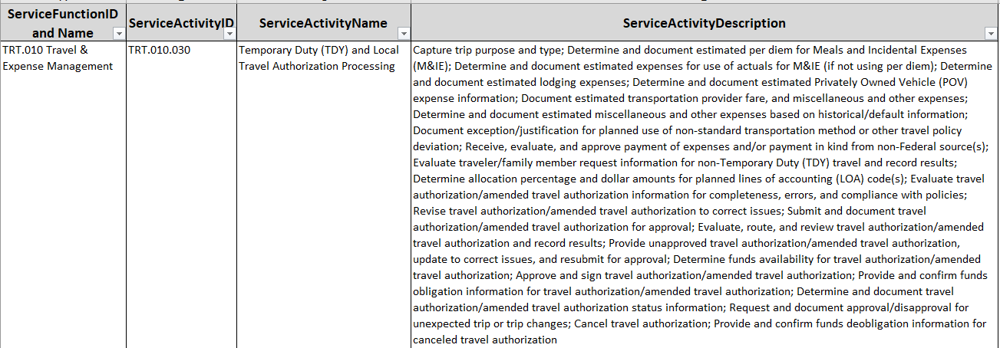 ServiceFunctionID
and Name
ServiceActivityID
ServiceActivityName
ServiceActivityDescription
TRT.010 Travel &
Expense Management
TRT.010.030
Temporary Duty (TDY) and Local
Travel Authorization Processing
Capture trip purpose and type; Determine and document estimated per diem for Meals and Incidental Expenses
(M&IE); Determine and document estimated expenses for use of actuals for M&IE (if not using per diem); Determine
and document estimated lodging expenses; Determine and document estimated Privately Owned Vehicle (POV)
expense information; Document estimated transportation provider fare, and miscellaneous and other expenses;
Determine and document estimated miscellaneous and other expenses based on historical/default information;
Document exception/justification for planned use of non-standard transportation method or other travel policy
deviation; Receive, evaluate, and approve payment of expenses and/or payment in kind from non-Federal source(s);
Evaluate traveler/family member request information for non-Temporary Duty (TDY) travel and record results;
Determine allocation percentage and dollar amounts for planned lines of accounting (LOA) code(s); Evaluate travel
authorization/amended travel authorization information for completeness, errors, and compliance with policies;
Revise travel authorization/amended travel authorization to correct issues; Submit and document travel
authorization/amended travel authorization for approval; Evaluate, route, and review travel authorization/amended
travel authorization and record results; Provide unapproved travel authorization/amended travel authorization,
update to correct issues, and resubmit for approval; Determine funds availability for travel authorization/amended
travel authorization; Approve and sign travel authorization/amended travel authorization; Provide and confirm funds
obligation information for travel authorization/amended travel authorization; Determine and document travel
authorization/amended travel authorization status information; Request and document approval/disapproval for
unexpected trip or trip changes; Cancel travel authorization; Provide and confirm funds deobligation information for
canceled travel authorization